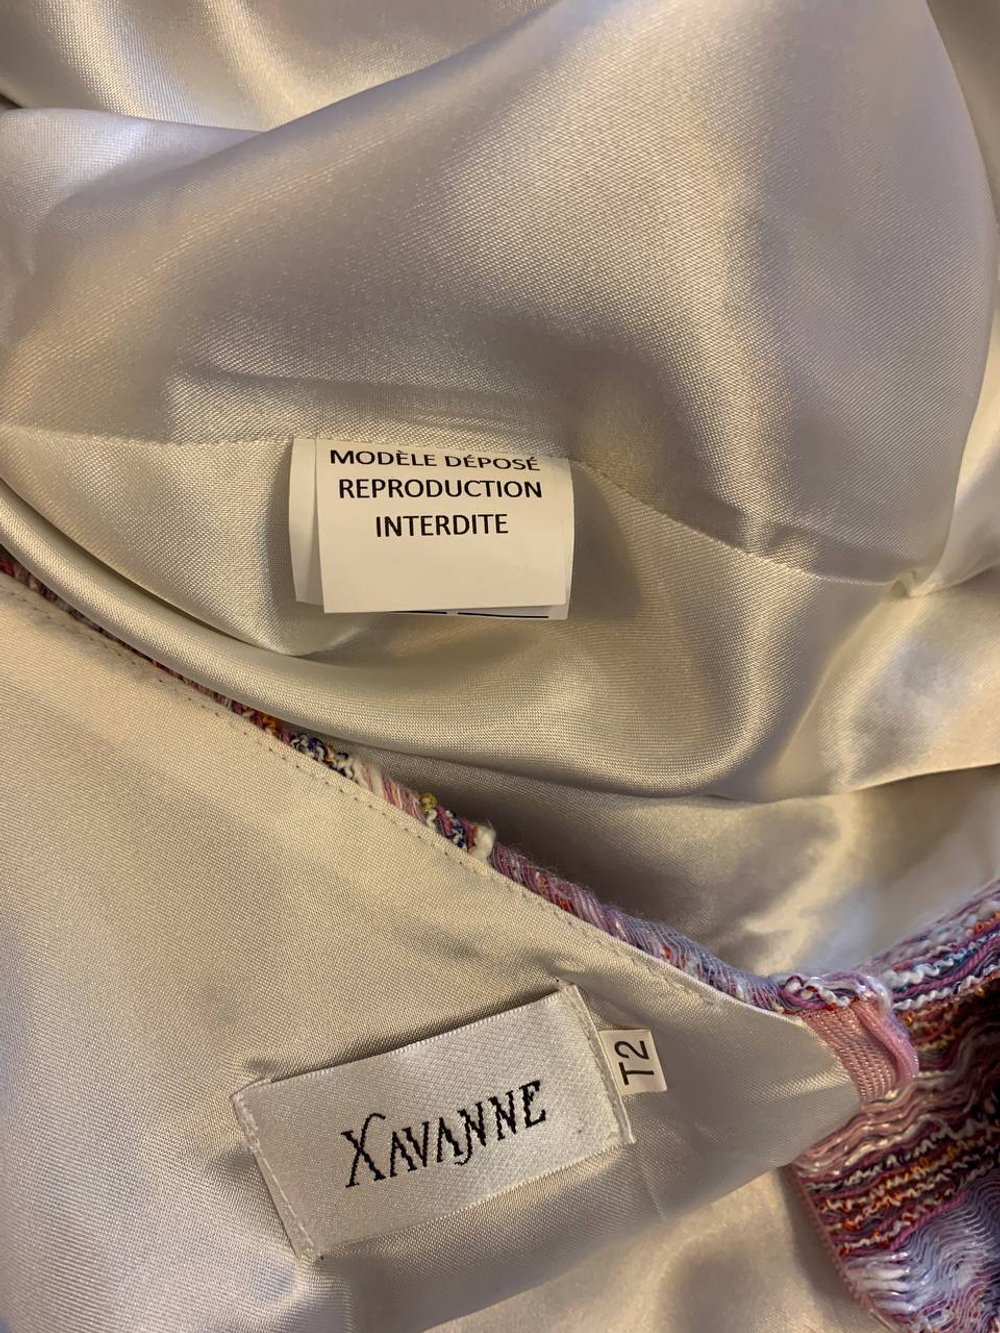 MODÈLE DÉPOSÉ
REPRODUCTION
INTERDITE
XAVANNE
T2